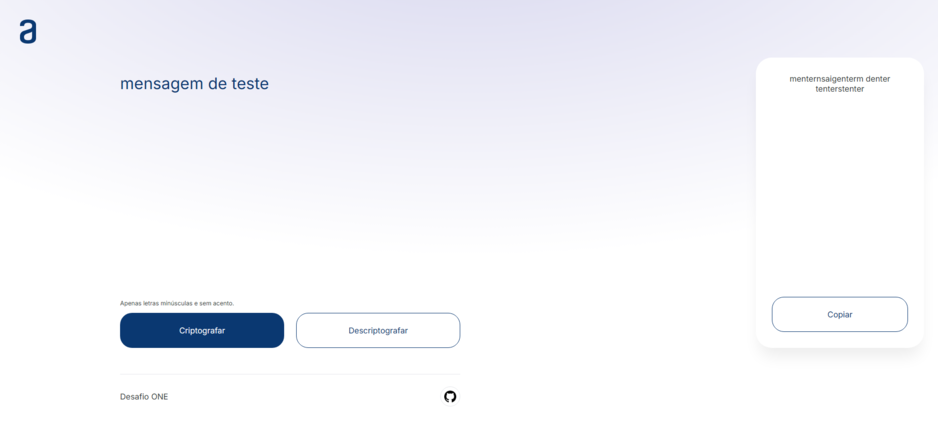 a
mensagem de teste
menternsaigenterm denter
tenterstenter
Apenas letras minúsculas e sem acento.
Criptografar
Descriptografar
Copiar
Desafio ONE